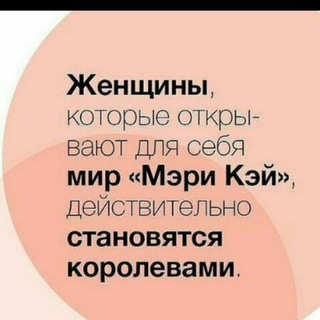 Женщины,
которые откры-
вают для себя
мир «Мэри Кэй»,
действительно
становятся
королевами.